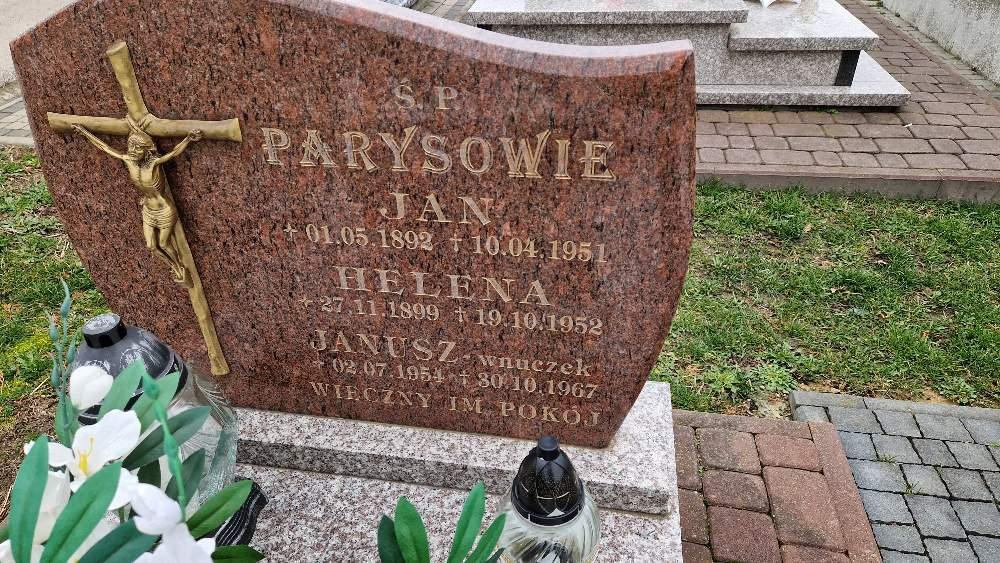 Ś. P.
PARYSOWIE
JAN
* 01.05.1892 † 10.04.1951
HELENA
* 27.11.1899 † 19.10.1952
JANUSZ - wnuczek
* 02.07.1954 † 30.10.1967
WIECZNY IM POKÓJ